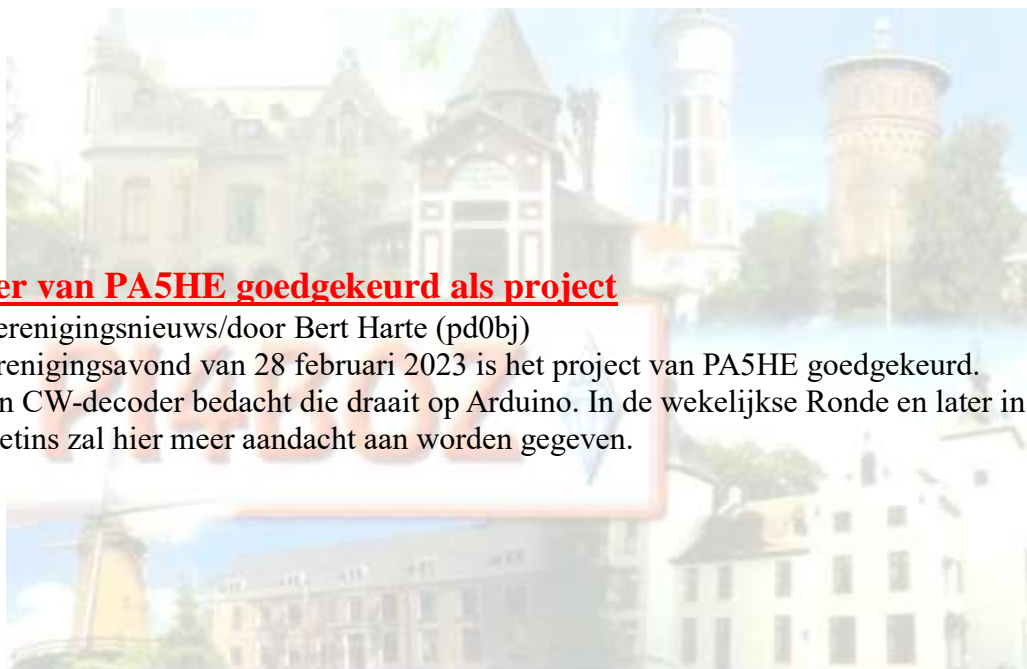 er van PA5HE goedgekeurd als project
erenigingsnieuws/door Bert Harte (pd0bj)
renigingsavond van 28 februari 2023 is het project van PA5HE goedgekeurd.
n CW-decoder bedacht die draait op Arduino. In de wekelijkse Ronde en later in
etins zal hier meer aandacht aan worden gegeven.
PI4BOZ